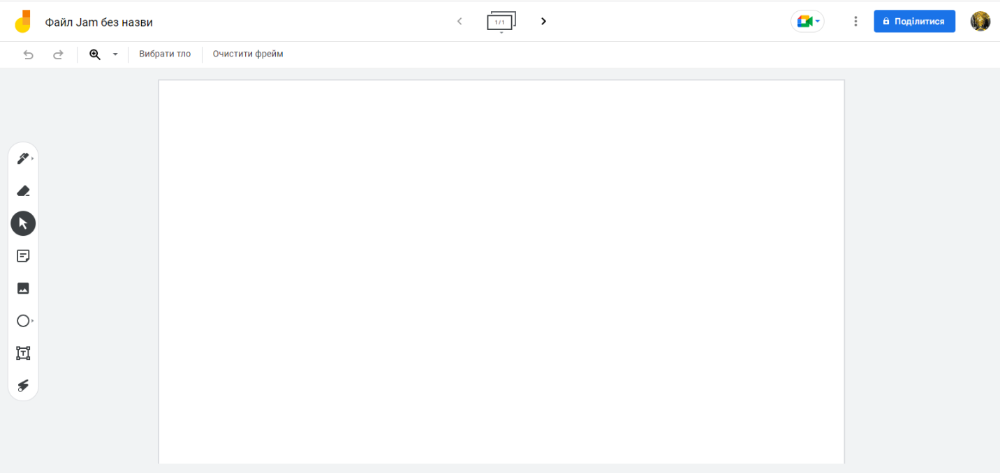 Файл Jam без назви
1/1
Поділитися
Вибрати тло
Очистити фрейм
T